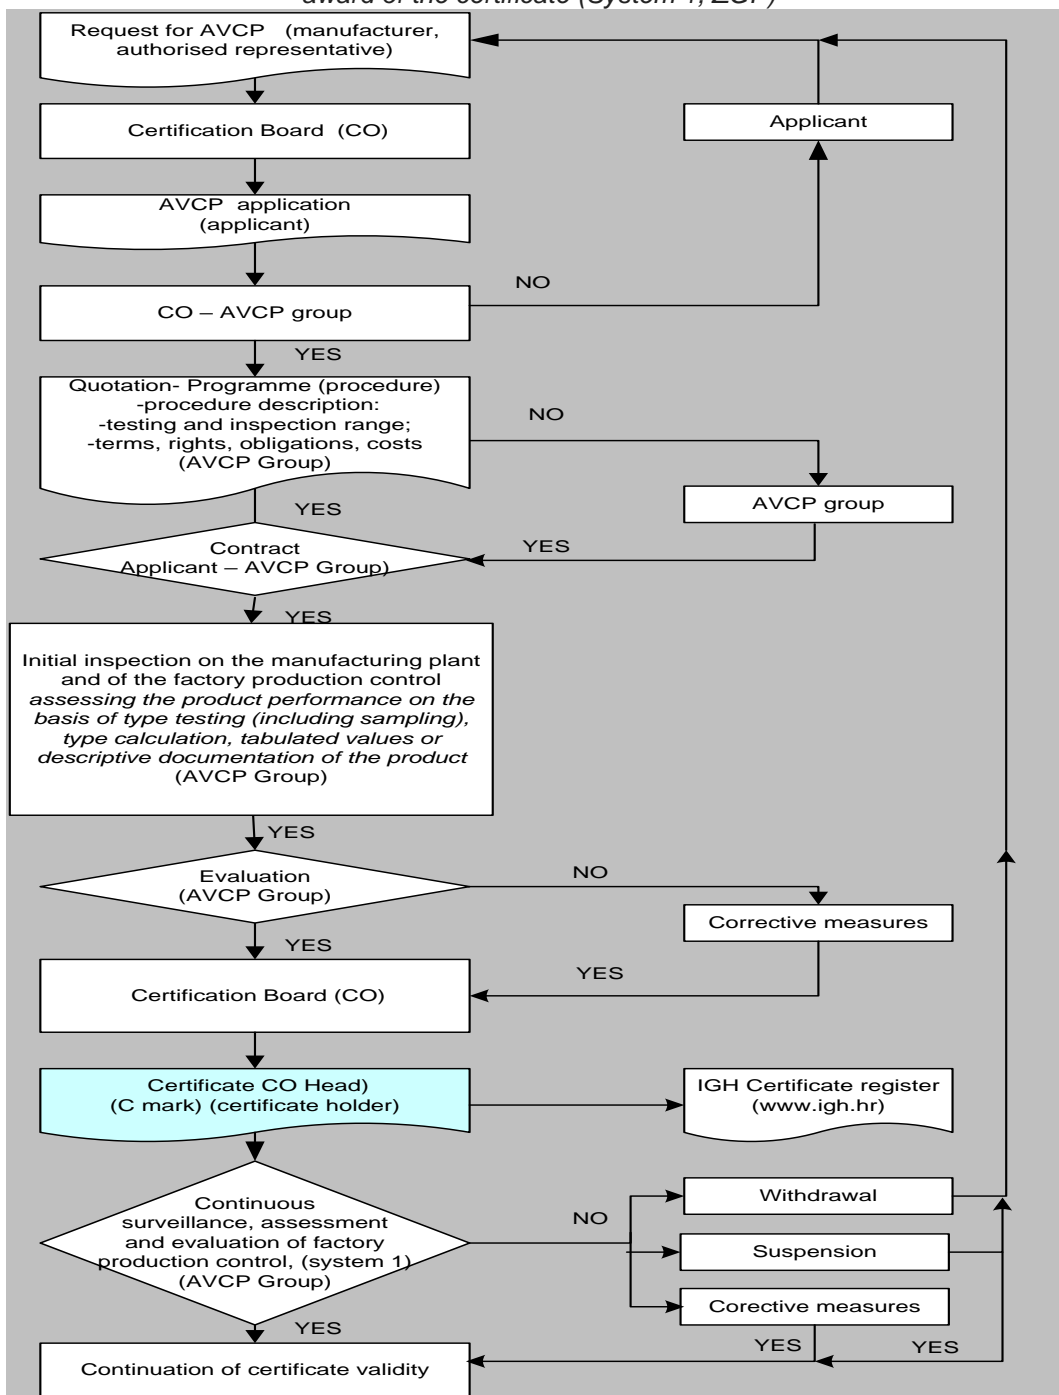 award of the certificate (System 1, ZGP)
Request for AVCP (manufacturer,
authorised representative)
Certification Board (CO)
Applicant
AVCP application
(applicant)
NO
CO – AVCP group
YES
Quotation- Programme (procedure)
-procedure description:
-testing and inspection range;
-terms, rights, obligations, costs
(AVCP Group)
NO
AVCP group
YES
YES
Contract
Applicant – AVCP Group)
YES
Initial inspection on the manufacturing plant
and of the factory production control
assessing the product performance on the
basis of type testing (including sampling),
type calculation, tabulated values or
descriptive documentation of the product
(AVCP Group)
YES
Evaluation
(AVCP Group)
NO
Corrective measures
YES
YES
Certification Board (CO)
Certificate CO Head)
(C mark) (certificate holder)
IGH Certificate register
(www.igh.hr)
Continuous
surveillance, assessment
and evaluation of factory
production control, (system 1)
(AVCP Group)
NO
Withdrawal
Suspension
Corective measures
YES
YES
YES
Continuation of certificate validity